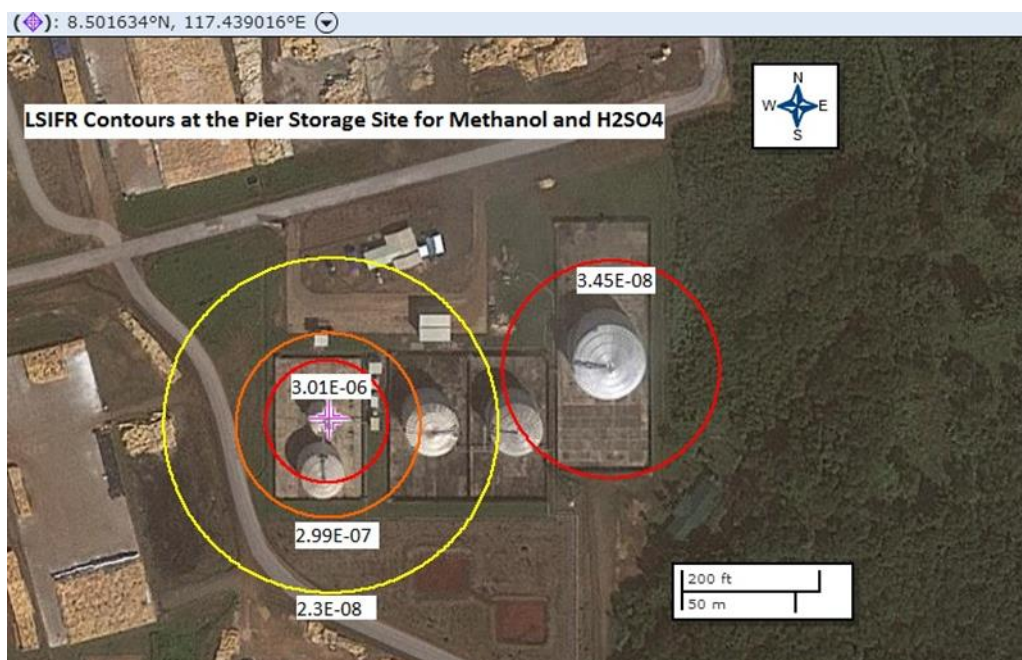 (): 8.501634°N, 117.439016°E
N
W E
S
LSIFR Contours at the Pier Storage Site for Methanol and H2SO4
3.45E-08
3.01E-06
2.99E-07
2.3E-08
200 ft
50 m